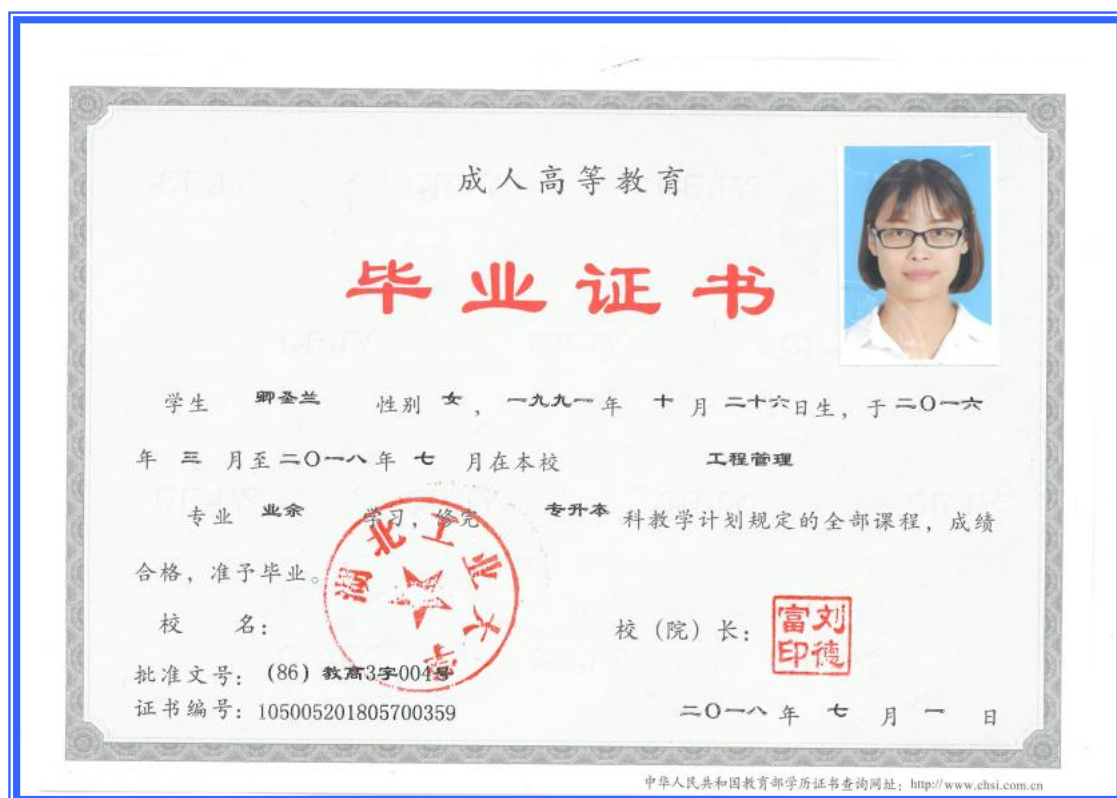 成人高等教育
毕业证书
学生 卿圣兰 性别 女，一九九一年 十 月 二十六日生，于二〇一六
年 三 月至二〇一八年 七 月在本校 工程管理
专业 业余 学习，修完 专升本 科教学计划规定的全部课程，成绩
合格，准予毕业。
湖北工业大学
校 名：
校（院）长：
刘德富印
批准文号：(86)教高3字004号
证书编号：105005201805700359
二〇一八年 七 月 一 日
中华人民共和国教育部学历证书查询网址：http://www.chsi.com.cn